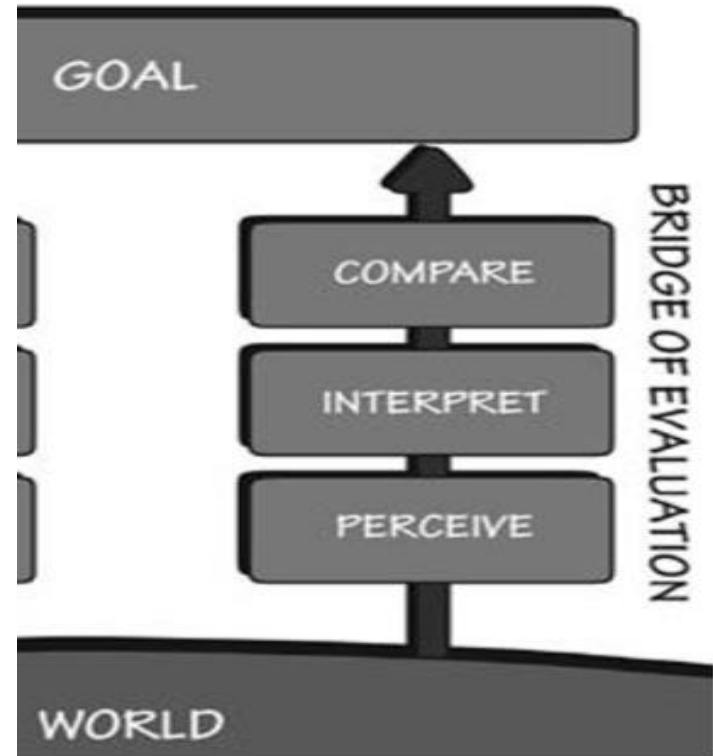 GOAL
COMPARE
INTERPRET
PERCEIVE
BRIDGE OF EVALUATION
WORLD